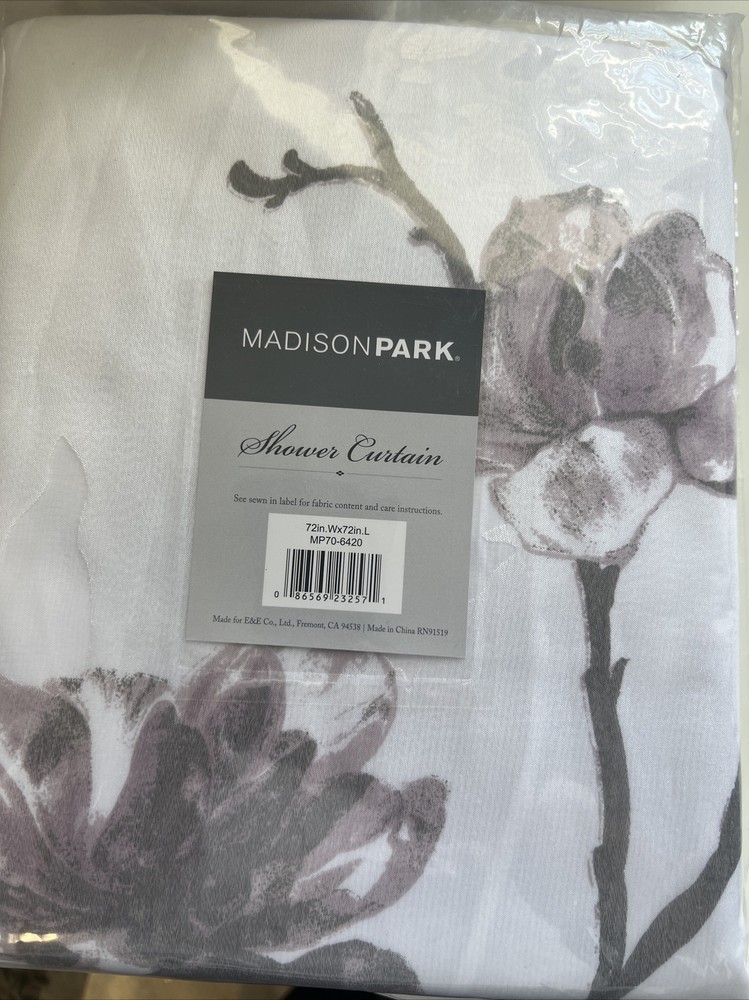 MADISONPARK®
Shower Curtain
See sewn in label for fabric content and care instructions.
72in.Wx72in.L
MP70-6420
0 86569 23257 1
Made for E&E Co., Ltd., Fremont, CA 94538 | Made in China RN91519